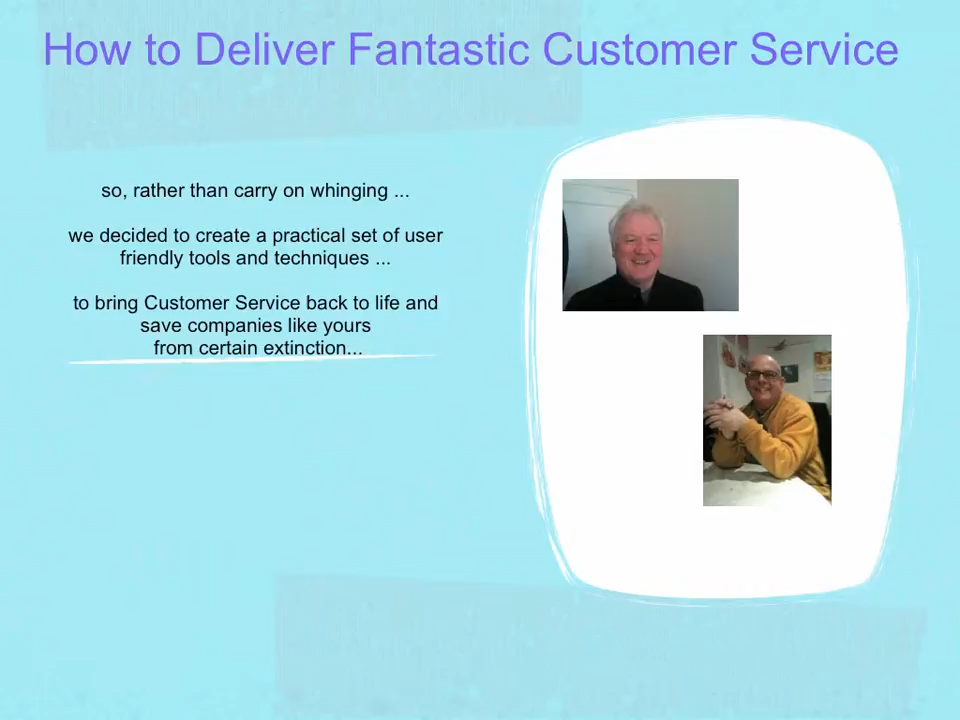 How to Deliver Fantastic Customer Service
so, rather than carry on whinging ...
we decided to create a practical set of user
friendly tools and techniques ...
to bring Customer Service back to life and
save companies like yours
from certain extinction...